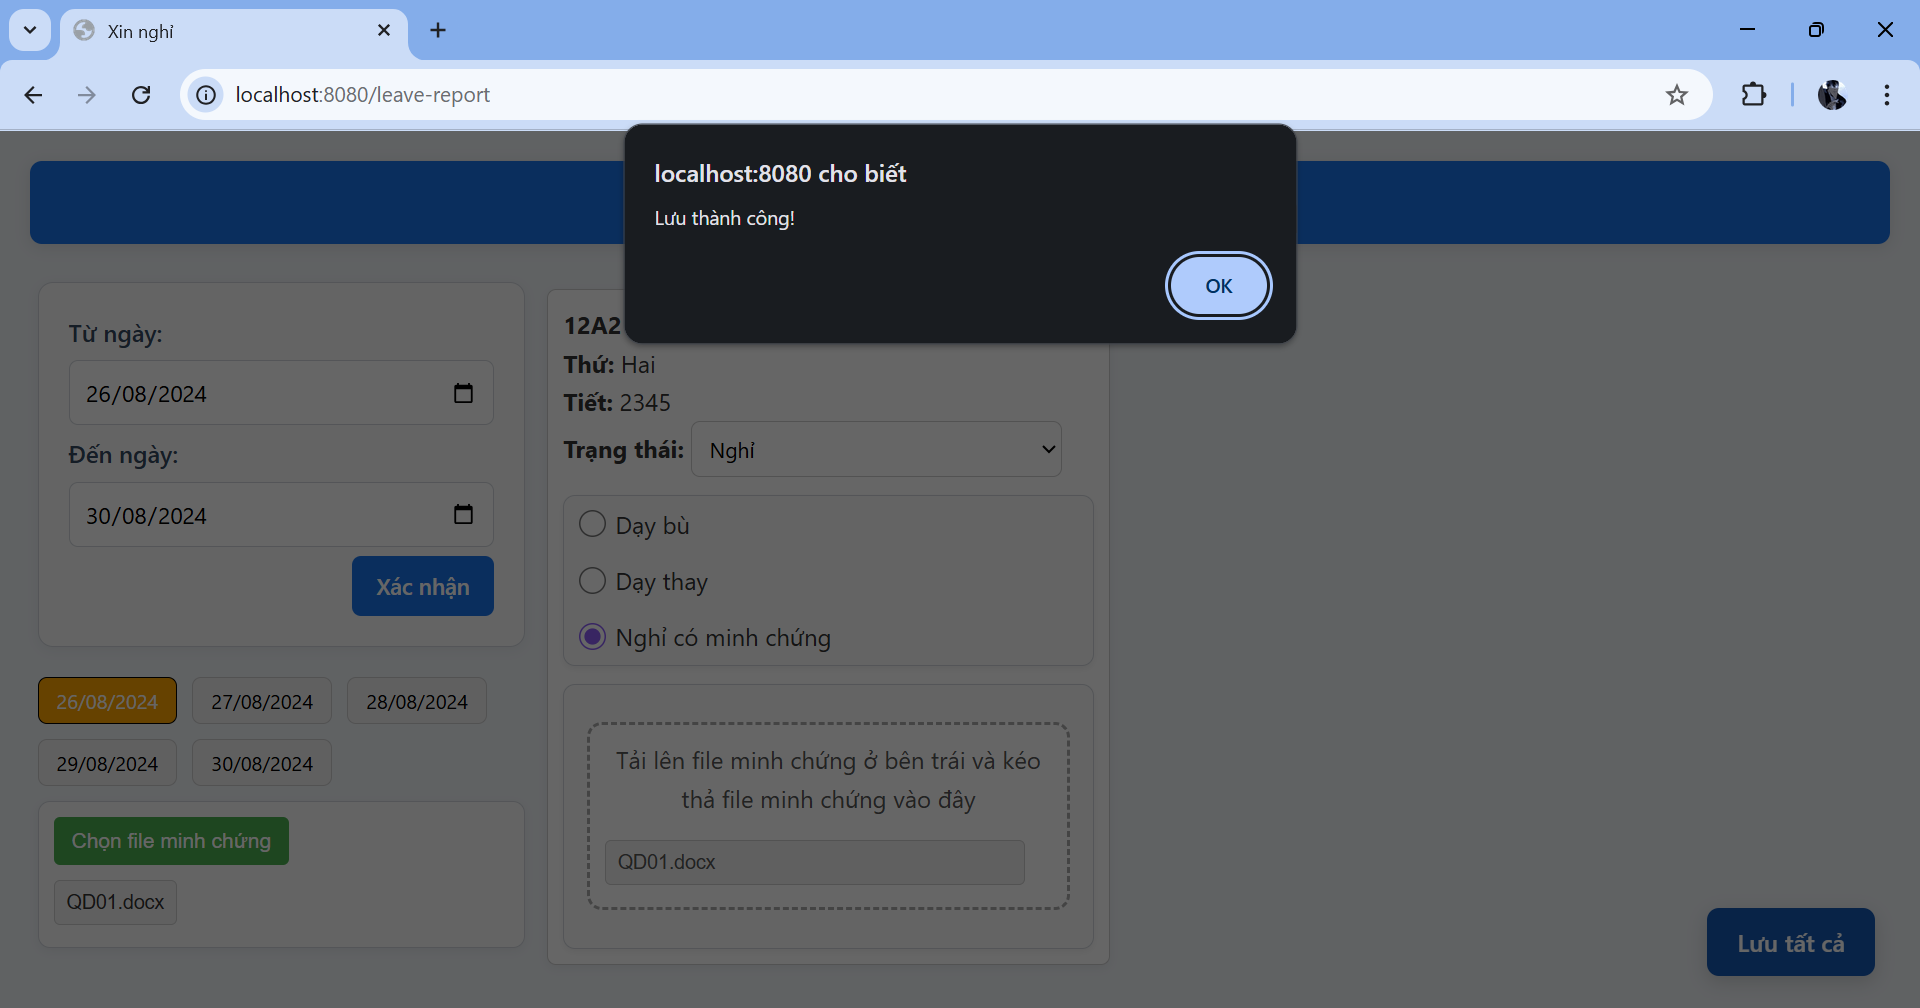 Xin nghỉ
localhost:8080/leave-report
localhost:8080 cho biết
Lưu thành công!
OK
Từ ngày:
26/08/2024
Đến ngày:
30/08/2024
Xác nhận
26/08/2024 27/08/2024 28/08/2024
29/08/2024 30/08/2024
Chọn file minh chứng
QD01.docx
12A2
Thứ: Hai
Tiết: 2345
Trạng thái: Nghỉ
Dạy bù
Dạy thay
Nghỉ có minh chứng
Tải lên file minh chứng ở bên trái và kéo
thả file minh chứng vào đây
QD01.docx
Lưu tất cả